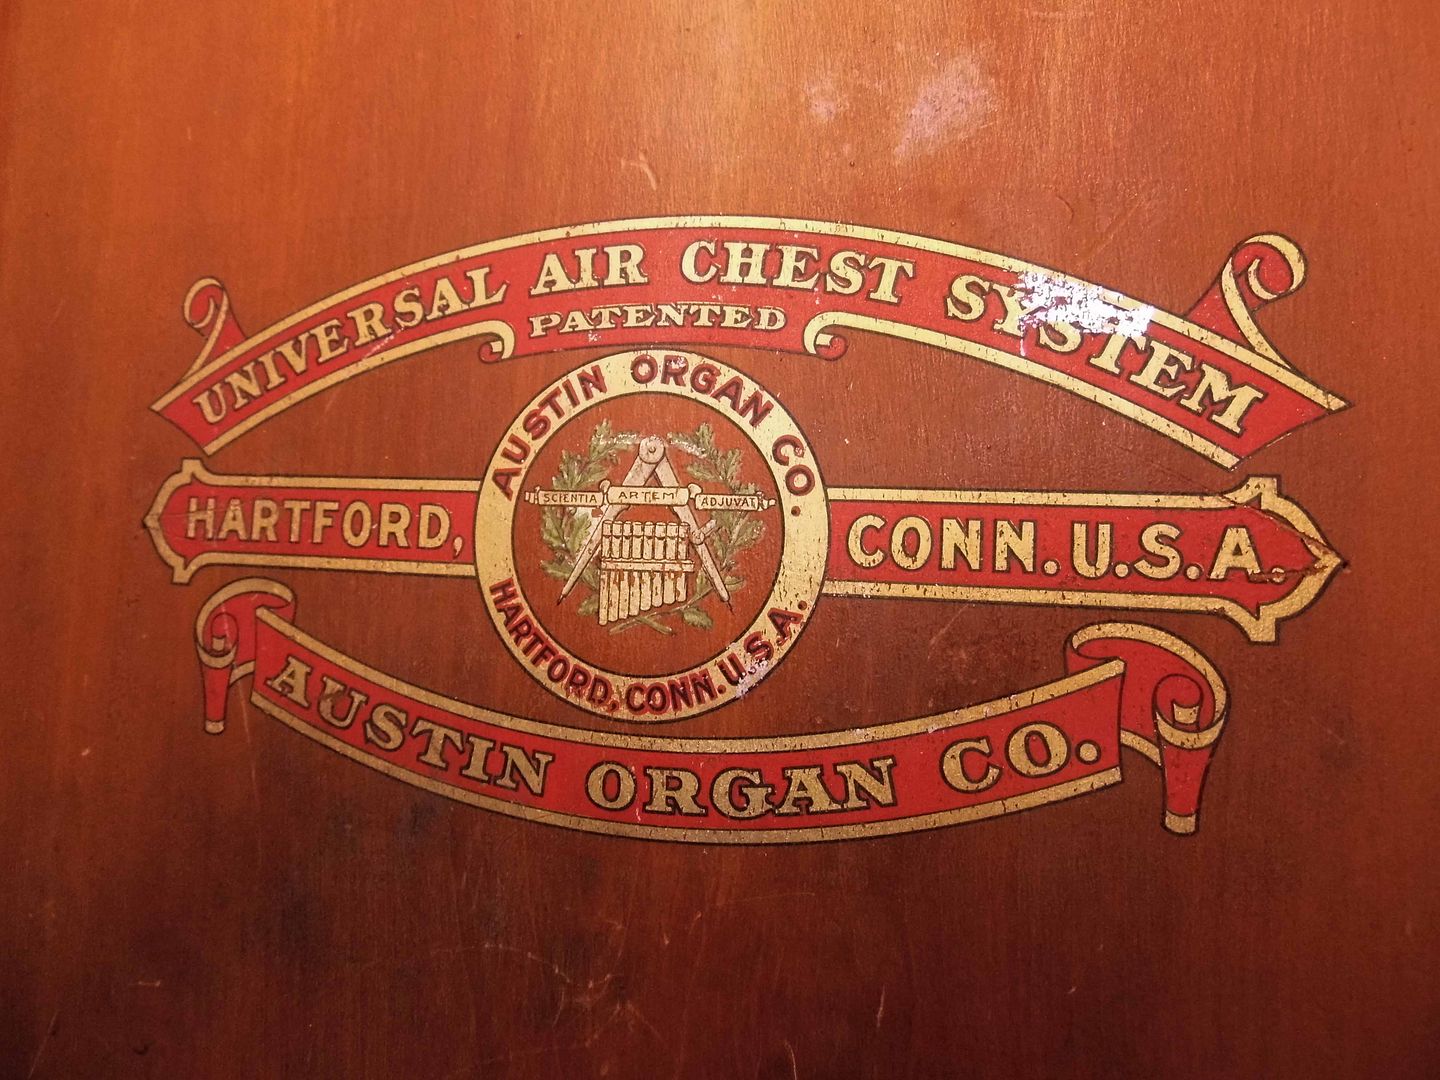 UNIVERSAL AIR CHEST SYSTEM
PATENTED
AUSTIN ORGAN CO.
SCIENTIA ARTEM ADJUVAT
HARTFORD, CONN. U.S.A.
HARTFORD, CONN. U.S.A.
AUSTIN ORGAN CO.